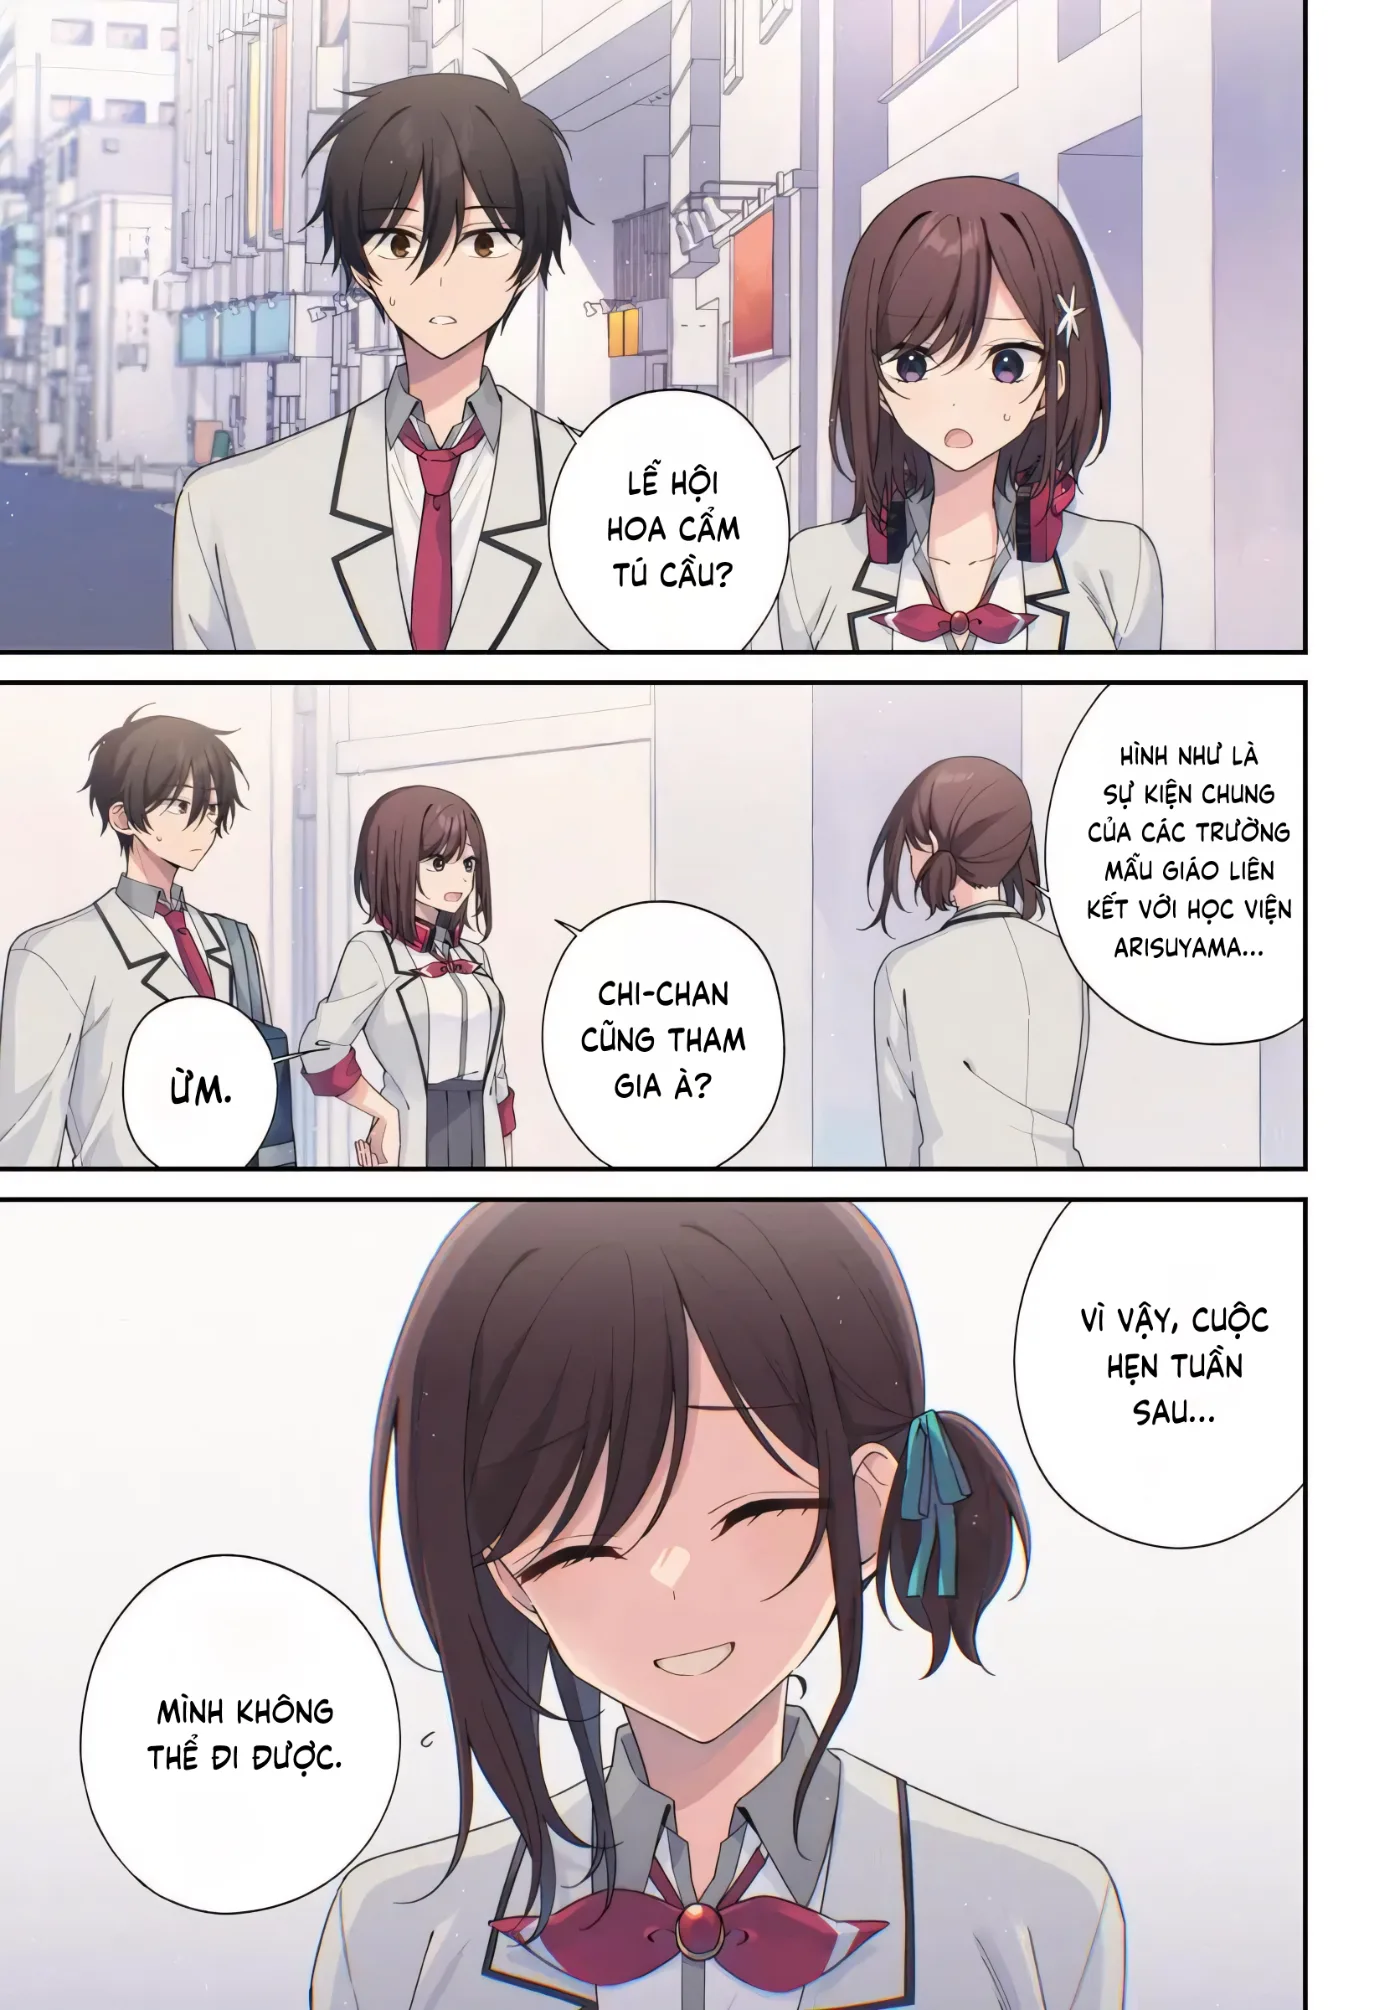 LỄ HỘI
HOA CẨM
TÚ CẦU?
HÌNH NHƯ LÀ
SỰ KIỆN CHUNG
CỦA CÁC TRƯỜNG
MẪU GIÁO LIÊN
KẾT VỚI HỌC VIỆN
ARISUYAMA...
CHI-CHAN
CŨNG THAM
GIA À?
ỪM.
VÌ VẬY, CUỘC
HẸN TUẦN
SAU...
MÌNH KHÔNG
THỂ ĐI ĐƯỢC.